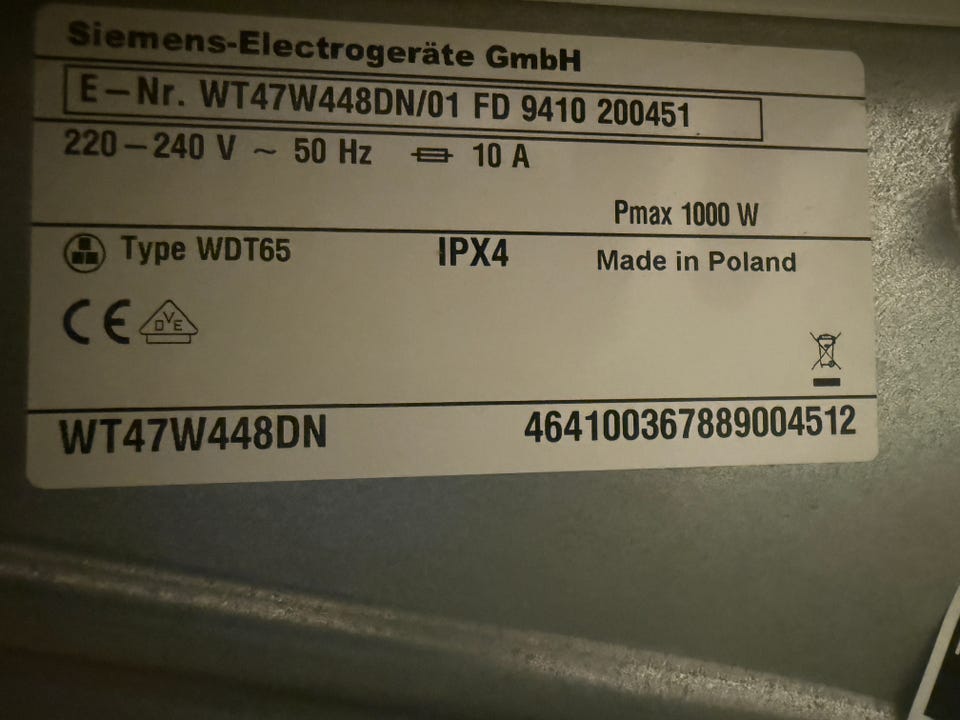 Siemens-Electrogeräte GmbH
E-Nr. WT47W448DN/01 FD 9410 200451
220-240 V ~ 50 Hz 10 A
Pmax 1000 W
Type WDT65 IPX4 Made in Poland
CE DVE
WT47W448DN 464100367889004512